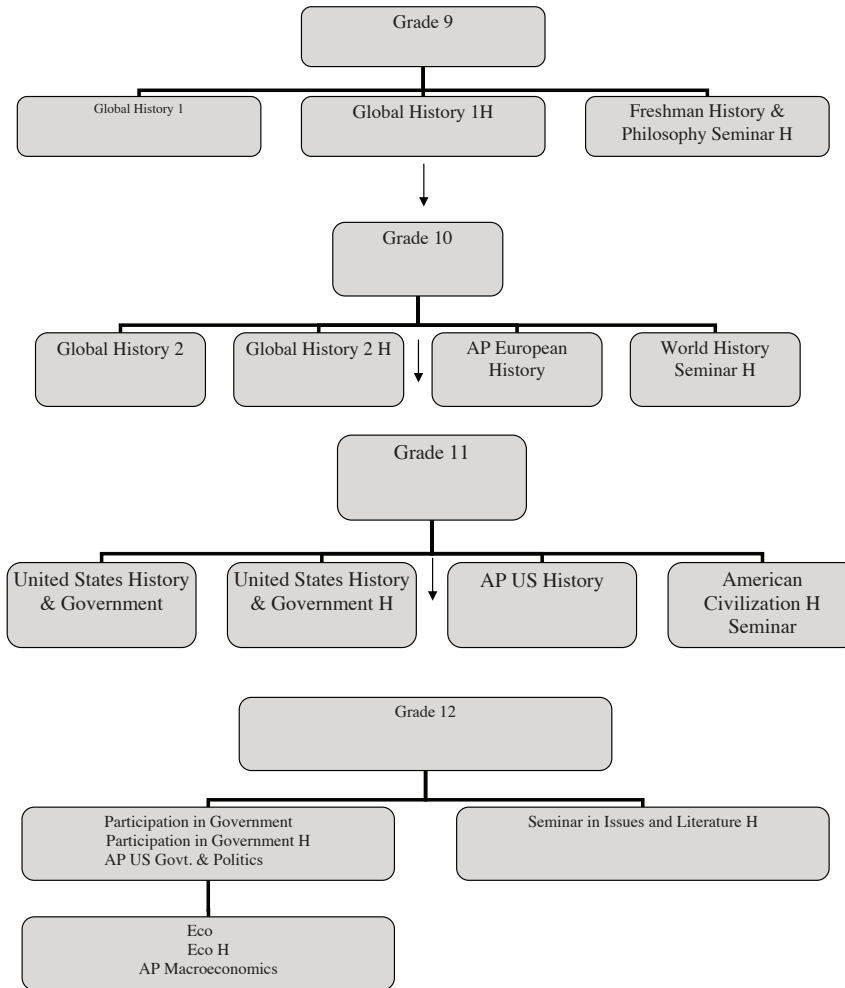 Grade 9
Global History 1
Global History 1H
Freshman History &
Philosophy Seminar H
Grade 10
Global History 2
Global History 2 H
AP European
History
World History
Seminar H
Grade 11
United States History
& Government
United States History
& Government H
AP US History
American
Civilization H
Seminar
Grade 12
Participation in Government
Participation in Government H
AP US Govt. & Politics
Seminar in Issues and Literature H
Eco
Eco H
AP Macroeconomics